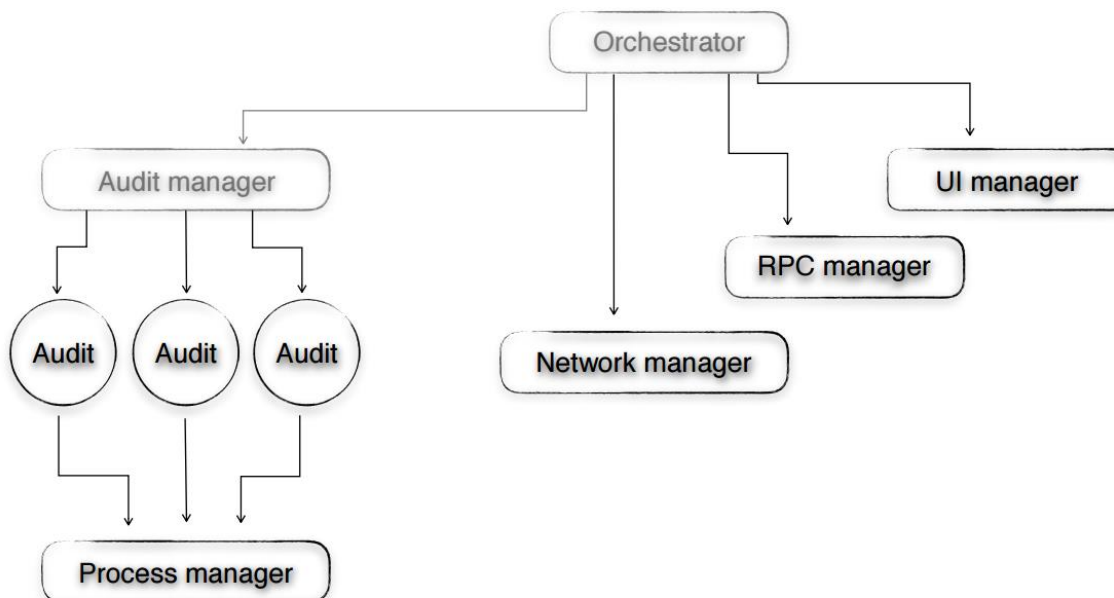 Orchestrator
Audit manager
UI manager
RPC manager
Audit
Audit
Audit
Network manager
Process manager